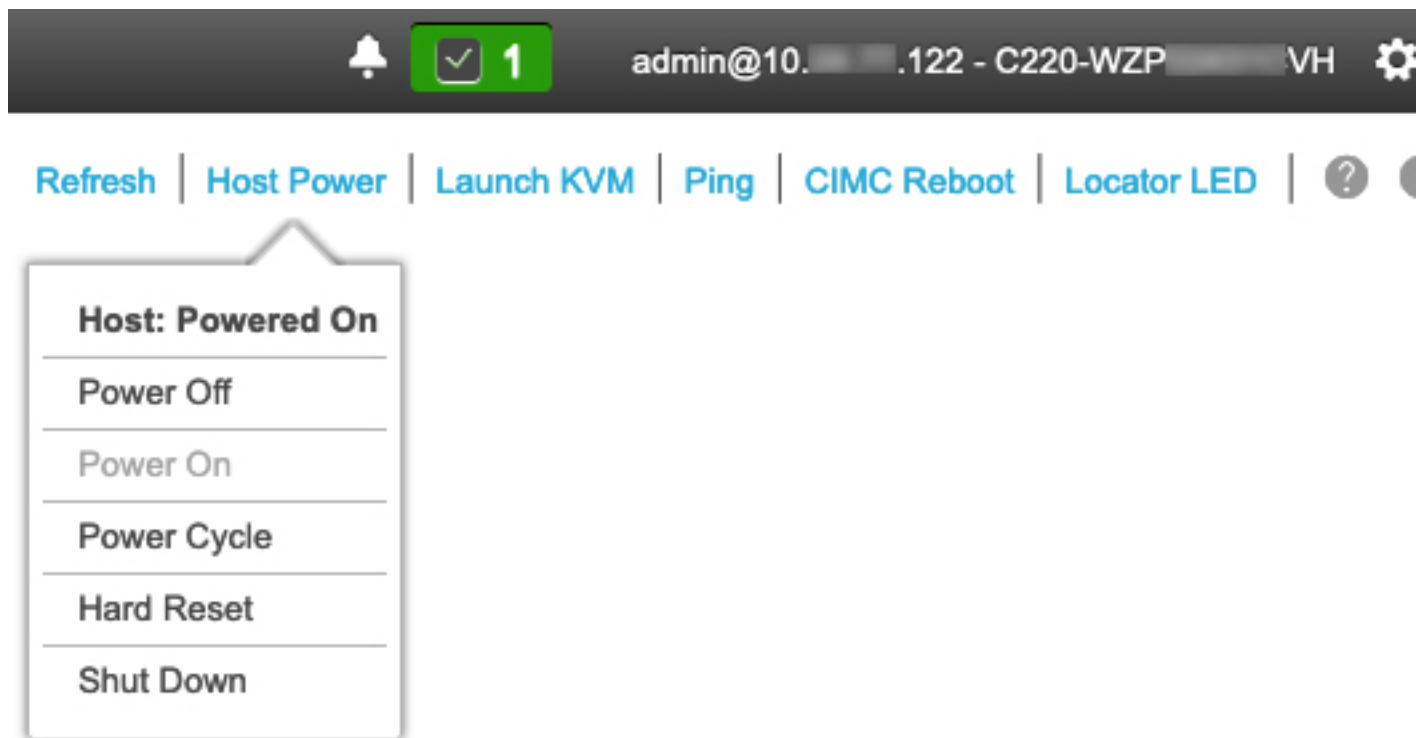 1 admin@10. .122 - C220-WZP VH
Refresh | Host Power | Launch KVM | Ping | CIMC Reboot | Locator LED | ?
Host: Powered On
Power Off
Power On
Power Cycle
Hard Reset
Shut Down